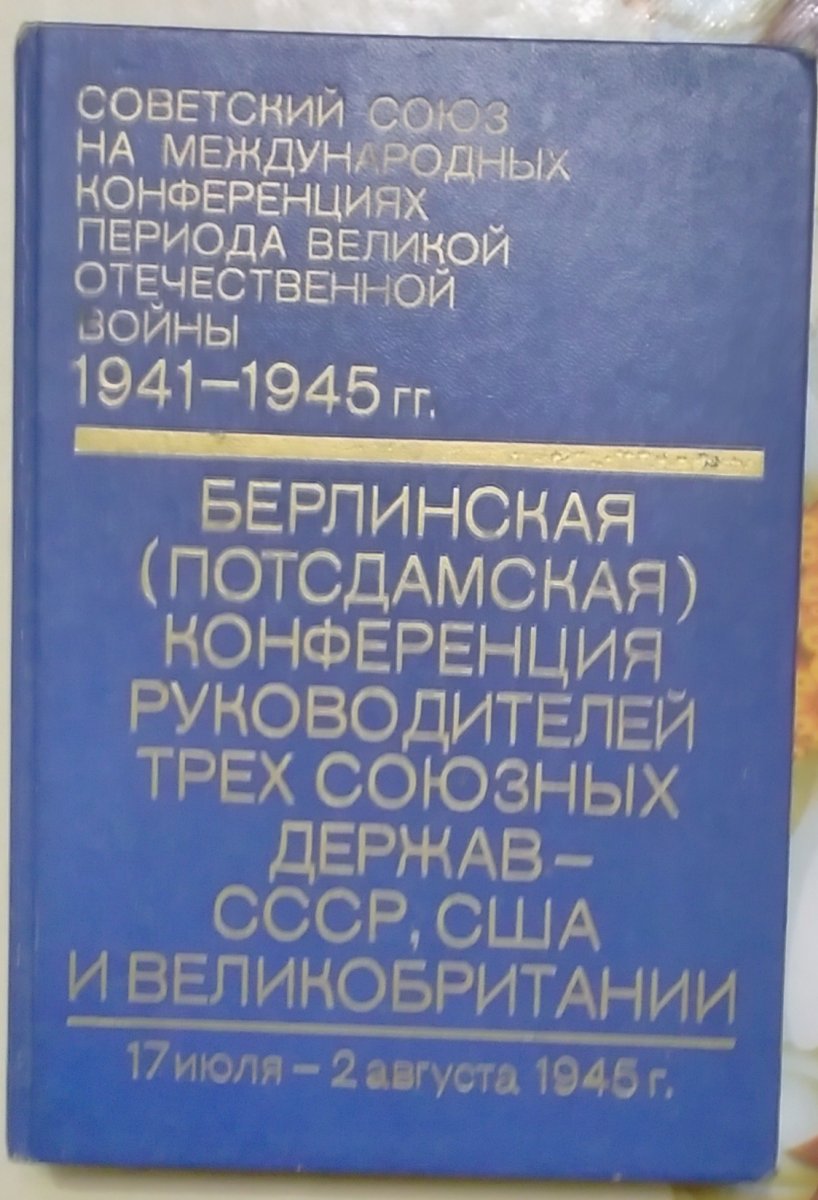 СОВЕТСКИЙ СОЮЗ
НА МЕЖДУНАРОДНЫХ
КОНФЕРЕНЦИЯХ
ПЕРИОДА ВЕЛИКОЙ
ОТЕЧЕСТВЕННОЙ
ВОЙНЫ
1941–1945 гг.
БЕРЛИНСКАЯ
(ПОТСДАМСКАЯ)
КОНФЕРЕНЦИЯ
РУКОВОДИТЕЛЕЙ
ТРЕХ СОЮЗНЫХ
ДЕРЖАВ –
СССР, США
И ВЕЛИКОБРИТАНИИ
17 июля – 2 августа 1945 г.